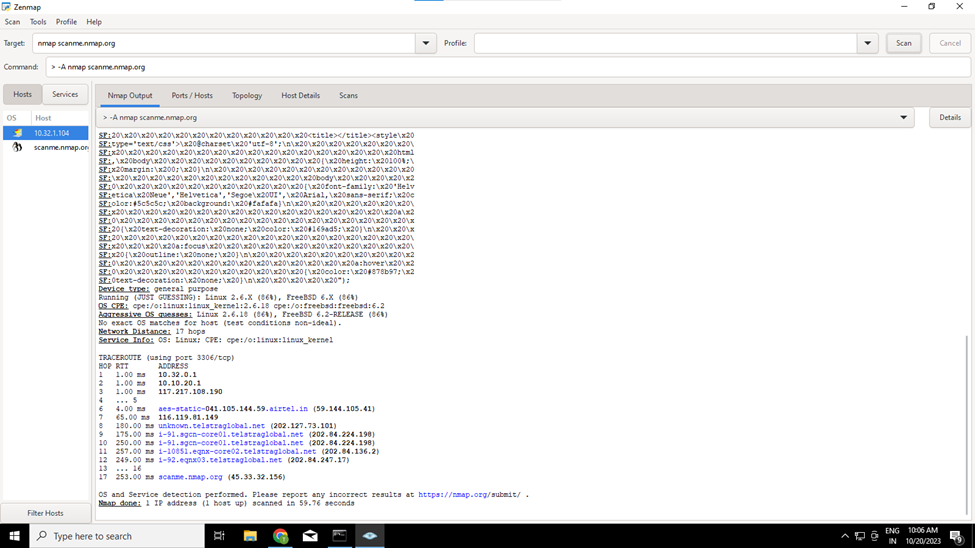 Zenmap
Scan Tools Profile Help
Target: nmap scanme.nmap.org Profile: Scan Cancel
Command: > -A nmap scanme.nmap.org
Hosts Services
Nmap Output Ports / Hosts Topology Host Details Scans
OS Host
> -A nmap scanme.nmap.org Details
10.32.1.104
scanme.nmap.or
SF:20\x20\x20\x20\x20\x20\x20\x20\x20\x20\x20\x20<title></title><style\x20
SF:type='text/css'>\x20@charset\x20'utf-8';\n\x20\x20\x20\x20\x20\x20\x20\
SF:x20\x20\x20\x20\x20\x20\x20\x20\x20\x20\x20\x20\x20\x20\x20\x20\x20html
SF:,\x20body\x20\x20\x20\x20\x20\x20\x20\x20\x20\x20{\x20height:\x20100%;\
SF:x20margin:\x200;\x20}\n\x20\x20\x20\x20\x20\x20\x20\x20\x20\x20\x20\x20
SF:\x20\x20\x20\x20\x20\x20\x20\x20\x20\x20\x20body\x20\x20\x20\x20\x20\x2
SF:0\x20\x20\x20\x20\x20\x20\x20\x20\x20\x20{\x20font-family:\x20'Helv
SF:etica\x20Neue','Helvetica','Segoe\x20UI',\x20Arial,\x20sans-serif;\x20c
SF:olor:#5c5c5c;\x20background:\x20#fafafa}\n\x20\x20\x20\x20\x20\x20\x20\
SF:x20\x20\x20\x20\x20\x20\x20\x20\x20\x20\x20\x20\x20\x20\x20\x20\x20a\x2
SF:0\x20\x20\x20\x20\x20\x20\x20\x20\x20\x20\x20\x20\x20\x20\x20\x20\x20\x
SF:20{\x20text-decoration:\x20none;\x20color:\x20#169ad5;\x20}\n\x20\x20\x
SF:20\x20\x20\x20\x20\x20\x20\x20\x20\x20\x20\x20\x20\x20\x20\x20\x20\x20\
SF:x20\x20\x20\x20a:focus\x20\x20\x20\x20\x20\x20\x20\x20\x20\x20\x20\x20\
SF:x20{\x20outline:\x20none;\x20}\n\x20\x20\x20\x20\x20\x20\x20\x20\x20\x2
SF:0\x20\x20\x20\x20\x20\x20\x20\x20\x20\x20\x20\x20\x20\x20a:hover\x20\x2
SF:0\x20\x20\x20\x20\x20\x20\x20\x20\x20\x20\x20{\x20color:\x20#878b97;\x2
SF:0text-decoration:\x20none;\x20}\n\x20\x20\x20\x20\x20\x20\x20");
Device type: general purpose
Running (JUST GUESSING): Linux 2.6.X (86%), FreeBSD 6.X (86%)
OS CPE: cpe:/o:linux:linux_kernel:2.6.18 cpe:/o:freebsd:freebsd:6.2
Aggressive OS guesses: Linux 2.6.18 (86%), FreeBSD 6.2-RELEASE (86%)
No exact OS matches for host (test conditions non-ideal).
Network Distance: 17 hops
Service Info: OS: Linux; CPE: cpe:/o:linux:linux_kernel
TRACEROUTE (using port 3306/tcp)
HOP RTT ADDRESS
1 1.00 ms 10.32.0.1
2 1.00 ms 10.10.20.1
3 1.00 ms 117.217.108.190
4 ... 5
6 4.00 ms aes-static-041.105.144.59.airtel.in (59.144.105.41)
7 65.00 ms 116.119.81.149
8 180.00 ms unknown.telstraglobal.net (202.127.73.101)
9 175.00 ms i-91.sgcn-core01.telstraglobal.net (202.84.224.198)
10 250.00 ms i-91.sgcn-core01.telstraglobal.net (202.84.224.198)
11 257.00 ms i-10851.eqnx-core02.telstraglobal.net (202.84.136.2)
12 249.00 ms i-92.eqnx03.telstraglobal.net (202.84.247.17)
13 ... 16
17 253.00 ms scanme.nmap.org (45.33.32.156)
OS and Service detection performed. Please report any incorrect results at https://nmap.org/submit/ .
Nmap done: 1 IP address (1 host up) scanned in 59.76 seconds
Filter Hosts
Type here to search
ENG 10:06 AM
IN 10/20/2023
9